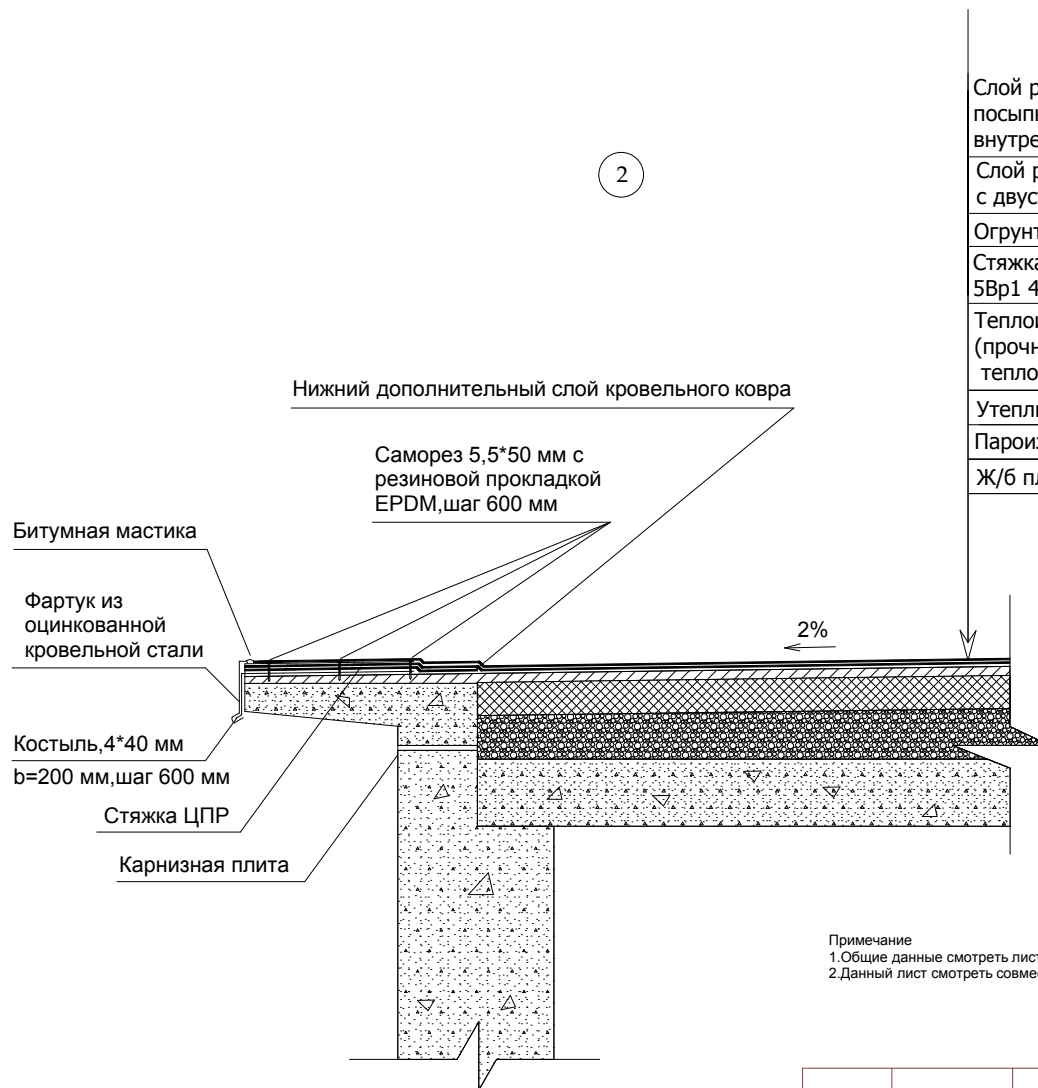 2
Слой
посыпн
внутре
Слой
с двус
Огрунт
Стяжка
5Вр1 4
Теплои
(прочн
тепло
Утепл
Пароиз
Ж/б пл
Нижний дополнительный слой кровельного ковра
Саморез 5,5*50 мм с
резиновой прокладкой
EPDM,шаг 600 мм
Битумная мастика
Фартук из
оцинкованной
кровельной стали
2%
Костыль,4*40 мм
b=200 мм,шаг 600 мм
Стяжка ЦПР
Карнизная плита
Примечание
1.Общие данные смотреть лист
2.Данный лист смотреть совме